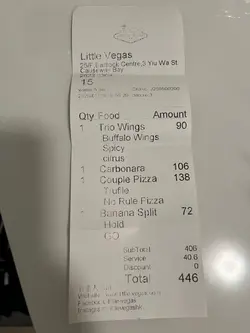 Little Vegas
25/F Bartlock Centre,3 Yiu Wa St
Causeway Bay
15
Qty Food Amount
1 Trio Wings 90
Buffalo Wings
Spicy
citrus
1 Carbonara 106
1 Couple Pizza 138
Truffle
No Rule Pizza
1 Banana Split 72
Hold
GO
SubTotal 406
Service 40.6
Discount 0
Total 446